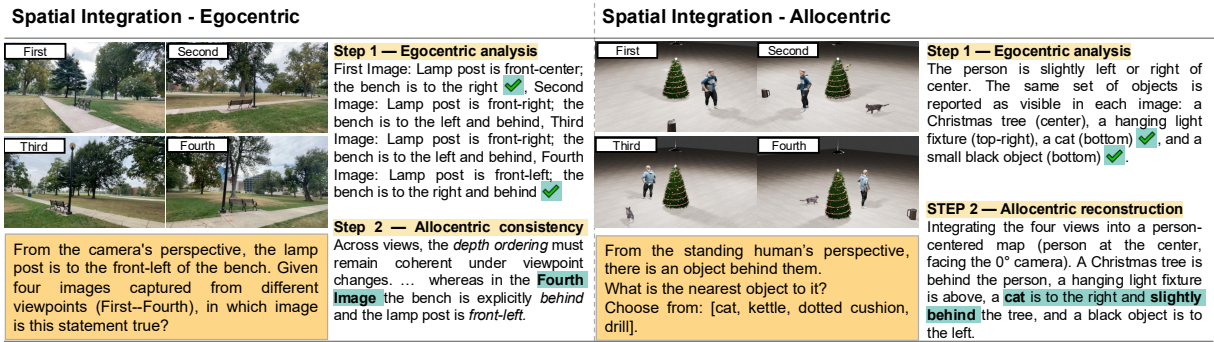 Spatial Integration - Egocentric
First
Second
Third
Fourth
From the camera's perspective, the lamp
post is to the front-left of the bench. Given
four images captured from different
viewpoints (First--Fourth), in which image
is this statement true?
Step 1 — Egocentric analysis
First Image: Lamp post is front-center;
the bench is to the right ✓, Second
Image: Lamp post is front-right; the
bench is to the left and behind, Third
Image: Lamp post is front-right; the
bench is to the left and behind, Fourth
Image: Lamp post is front-left; the
bench is to the right and behind ✓
Step 2 — Allocentric consistency
Across views, the depth ordering must
remain coherent under viewpoint
changes. … whereas in the Fourth
Image the bench is explicitly behind
and the lamp post is front-left.
Spatial Integration - Allocentric
First
Second
Third
Fourth
From the standing human's perspective,
there is an object behind them.
What is the nearest object to it?
Choose from: [cat, kettle, dotted cushion,
drill].
Step 1 — Egocentric analysis
The person is slightly left or right of
center. The same set of objects is
reported as visible in each image: a
Christmas tree (center), a hanging light
fixture (top-right), a cat (bottom) ✓, and a
small black object (bottom) ✓.
STEP 2 — Allocentric reconstruction
Integrating the four views into a person-
centered map (person at the center,
facing the 0° camera). A Christmas tree is
behind the person, a hanging light fixture
is above, a cat is to the right and slightly
behind the tree, and a black object is to
the left.